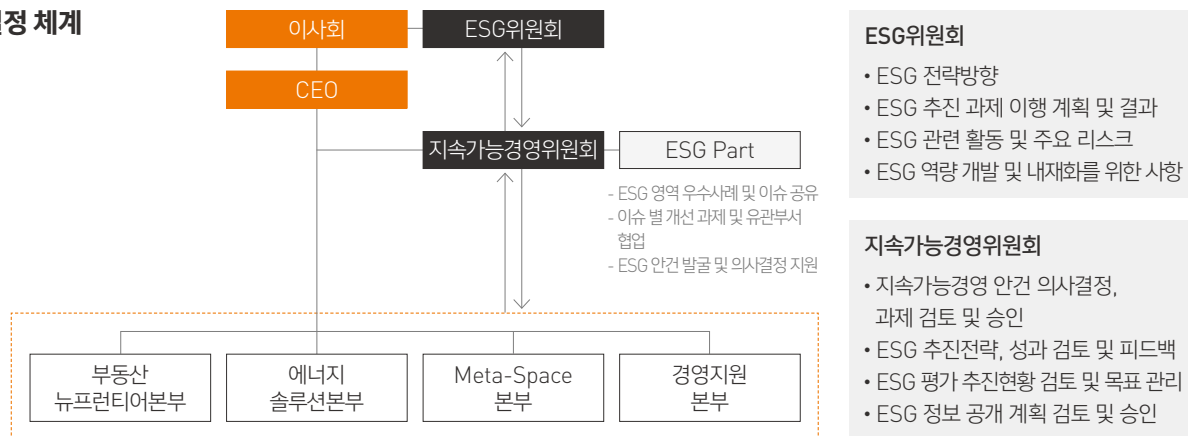 체계
이사회
ESG위원회
CEO
지속가능경영위원회
ESG Part
- ESG 영역 우수사례 및 이슈 공유
- 이슈 별 개선 과제 및 유관부서
협업
- ESG 안건 발굴 및 의사결정 지원
부동산
뉴프런티어본부
에너지
솔루션본부
Meta-Space
본부
경영지원
본부
ESG위원회
• ESG 전략방향
• ESG 추진 과제 이행 계획 및 결과
• ESG 관련 활동 및 주요 리스크
• ESG 역량 개발 및 내재화를 위한 사항
지속가능경영위원회
• 지속가능경영 안건 의사결정,
과제 검토 및 승인
• ESG 추진전략, 성과 검토 및 피드백
• ESG 평가 추진현황 검토 및 목표 관리
• ESG 정보 공개 계획 검토 및 승인